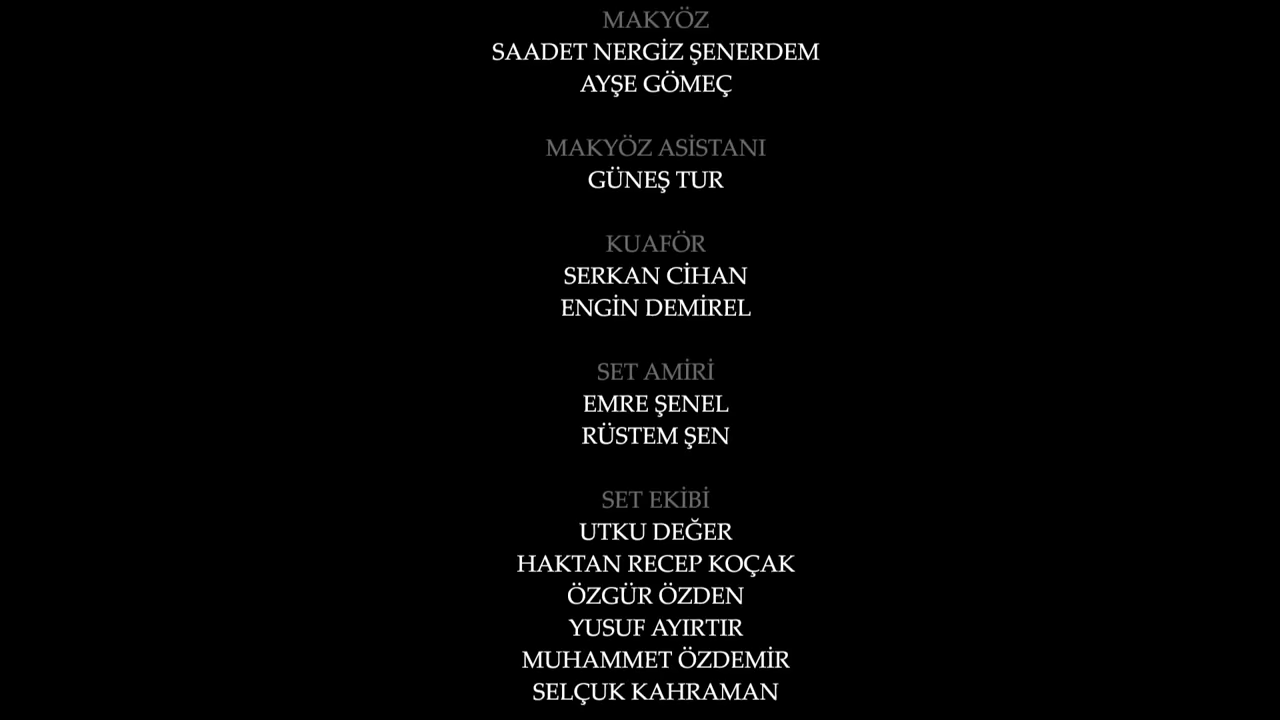 MAKYÖZ
SAADET NERGİZ ŞENERDEM
AYŞE GÖMEÇ
MAKYÖZ ASİSTANI
GÜNEŞ TUR
KUAFÖR
SERKAN CİHAN
ENGİN DEMİREL
SET AMİRİ
EMRE ŞENEL
RÜSTEM ŞEN
SET EKİBİ
UTKU DEĞER
HAKTAN RECEP KOÇAK
ÖZGÜR ÖZDEN
YUSUF AYIRTIR
MUHAMMET ÖZDEMİR
SELÇUK KAHRAMAN